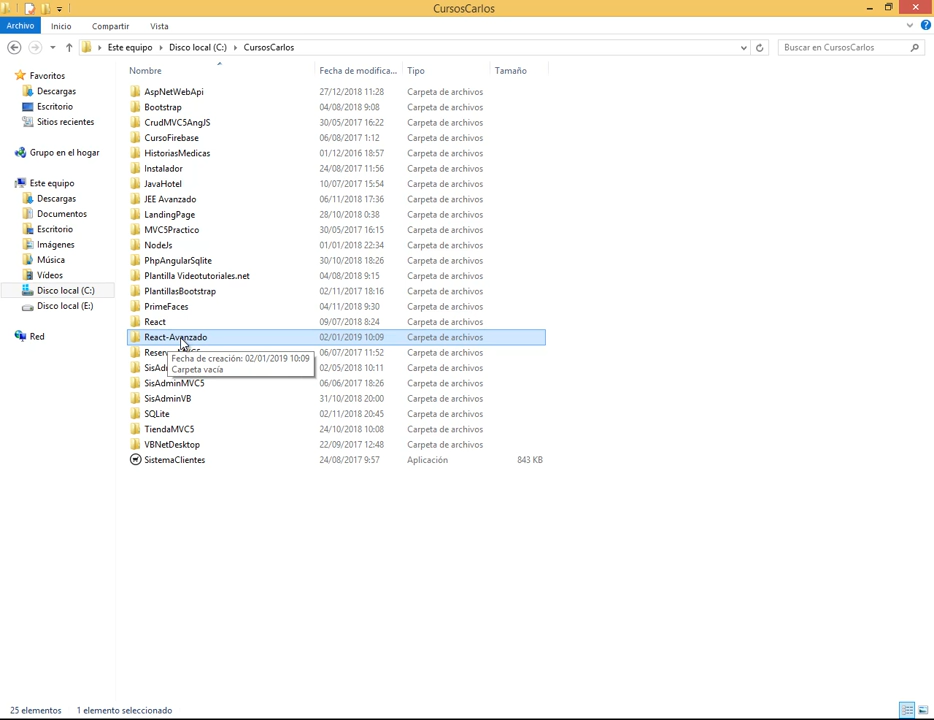 CursosCarlos
Archivo Inicio Compartir Vista
Este equipo Disco local (C:) CursosCarlos
Buscar en CursosCarlos
Favoritos
Descargas
Escritorio
Sitios recientes
Grupo en el hogar
Este equipo
Descargas
Documentos
Escritorio
Imágenes
Música
Vídeos
Disco local (C:)
Disco local (E:)
Red
Nombre Fecha de modifica... Tipo Tamaño
AspNetWebApi 27/12/2018 11:28 Carpeta de archivos
Bootstrap 04/08/2018 9:08 Carpeta de archivos
CrudMVC5AngJS 30/05/2017 16:22 Carpeta de archivos
CursoFirebase 06/08/2017 1:12 Carpeta de archivos
HistoriasMedicas 01/12/2016 18:57 Carpeta de archivos
Instalador 24/08/2017 11:56 Carpeta de archivos
JavaHotel 10/07/2017 15:54 Carpeta de archivos
JEE Avanzado 06/11/2018 17:36 Carpeta de archivos
LandingPage 28/10/2018 0:38 Carpeta de archivos
MVC5Practico 30/05/2017 16:15 Carpeta de archivos
NodeJs 01/01/2018 22:34 Carpeta de archivos
PhpAngularSqlite 30/10/2018 18:26 Carpeta de archivos
Plantilla Videotutoriales.net 04/08/2018 9:15 Carpeta de archivos
PlantillasBootstrap 02/11/2017 18:16 Carpeta de archivos
PrimeFaces 04/11/2018 9:30 Carpeta de archivos
React 09/07/2018 8:24 Carpeta de archivos
React-Avanzado 02/01/2019 10:09 Carpeta de archivos
06/07/2017 11:52 Carpeta de archivos
Fecha de creación: 02/01/2019 10:09
Carpeta vacía
02/05/2018 10:11 Carpeta de archivos
SisAdminMVC5 06/06/2017 18:26 Carpeta de archivos
SisAdminVB 31/10/2018 20:00 Carpeta de archivos
SQLite 02/11/2018 20:45 Carpeta de archivos
TiendaMVC5 24/10/2018 10:08 Carpeta de archivos
VBNetDesktop 22/09/2017 12:48 Carpeta de archivos
SistemaClientes 24/08/2017 9:57 Aplicación 843 KB
25 elementos 1 elemento seleccionado